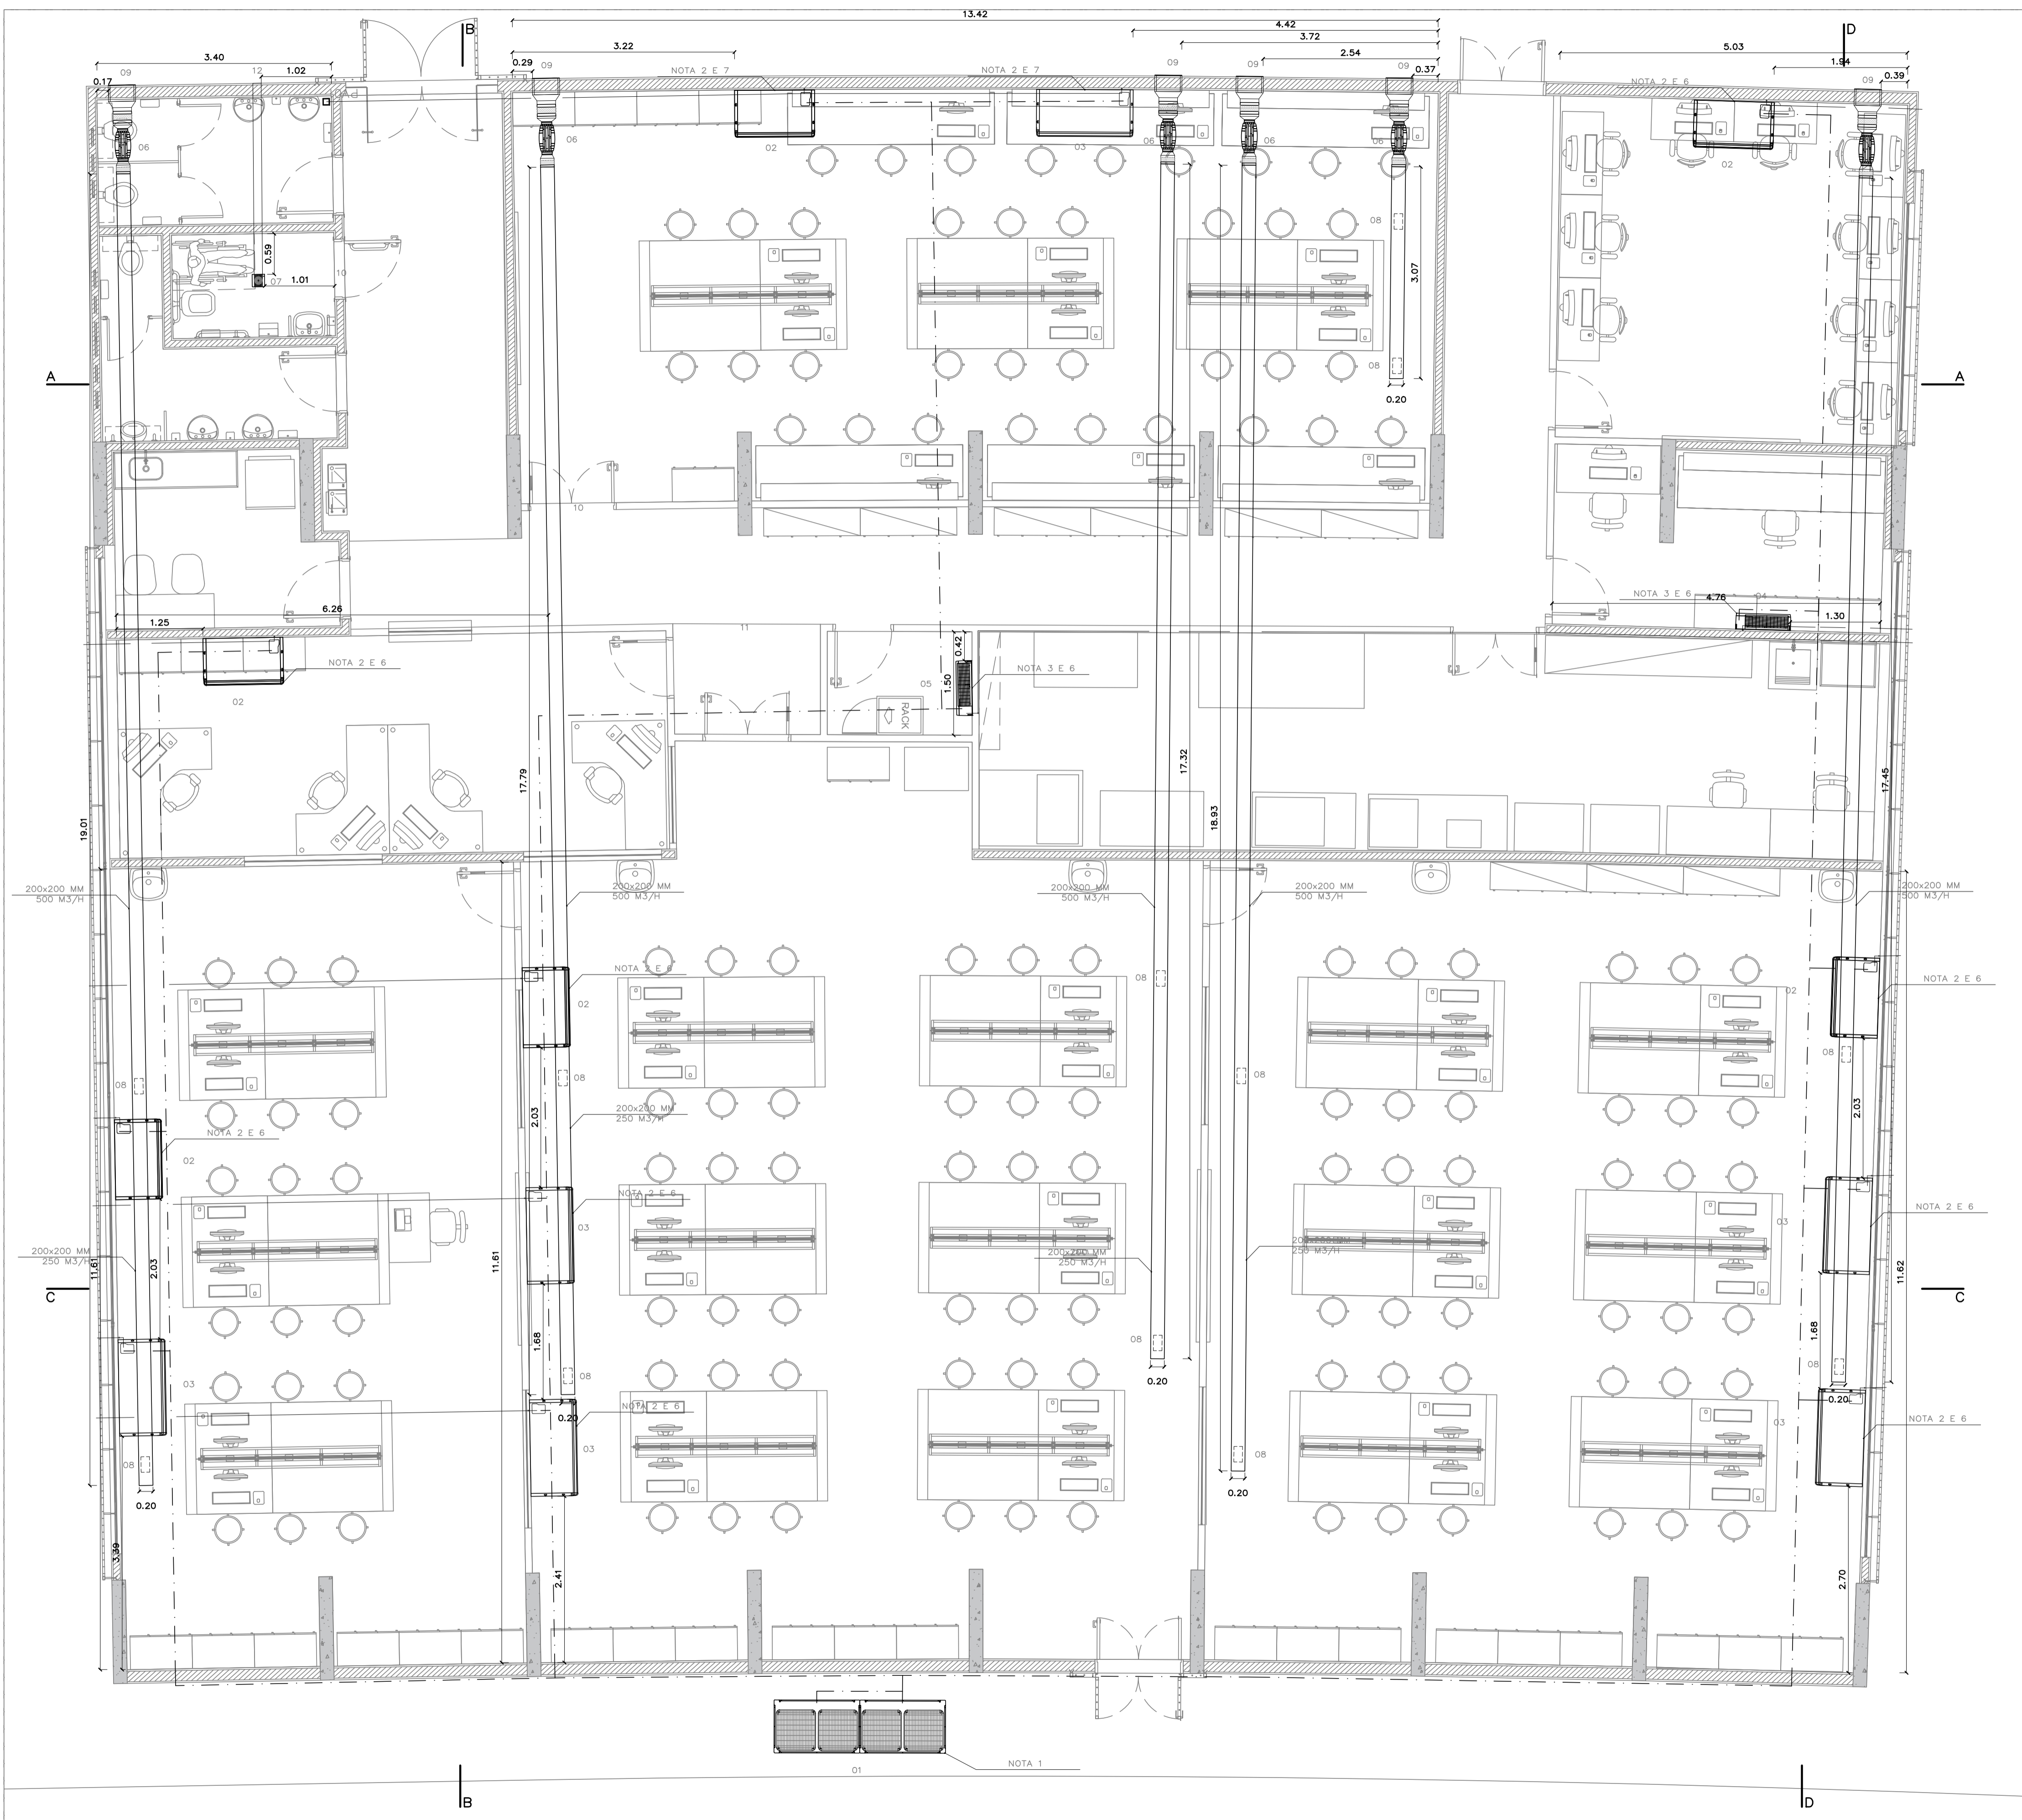 13.42
B
D
4.42
3.22
3.72
5.03
3.40
2.54
1.94
12
1.02
09
0.29
09
NOTA 2 E 7
NOTA 2 E 7
09
09
0.37
09
NOTA 2 E 6
09
0.39
0.17
06
06
02
03
06
06
06
02
08
0.59
07
1.01
10
3.07
08
A
A
0.20
10
6.26
1.25
NOTA 3 E 6
4.76
04
1.30
11
0.42
NOTA 2 E 6
NOTA 3 E 6
02
05
1.50
RACK
17.79
17.32
17.45
19.01
18.93
200x200 MM
500 M3/H
200x200 MM
500 M3/H
200x200 MM
500 M3/H
200x200 MM
500 M3/H
200x200 MM
500 M3/H
NOTA 2 E 6
08
NOTA 2 E 6
02
02
08
08
08
08
2.03
200x200 MM
250 M3/H
2.03
NOTA 2 E 6
02
NOTA 2 E 6
NOTA 2 E 6
03
03
200x200 MM
250 M3/H
11.61
2.03
11.61
200x200 MM
250 M3/H
200x200 MM
250 M3/H
11.62
C
C
1.68
1.68
08
08
08
0.20
03
0.20
NOTA 2 E 6
0.20
03
NOTA 2 E 6
03
08
08
0.20
0.20
3.39
2.41
2.70
NOTA 1
01
B
D